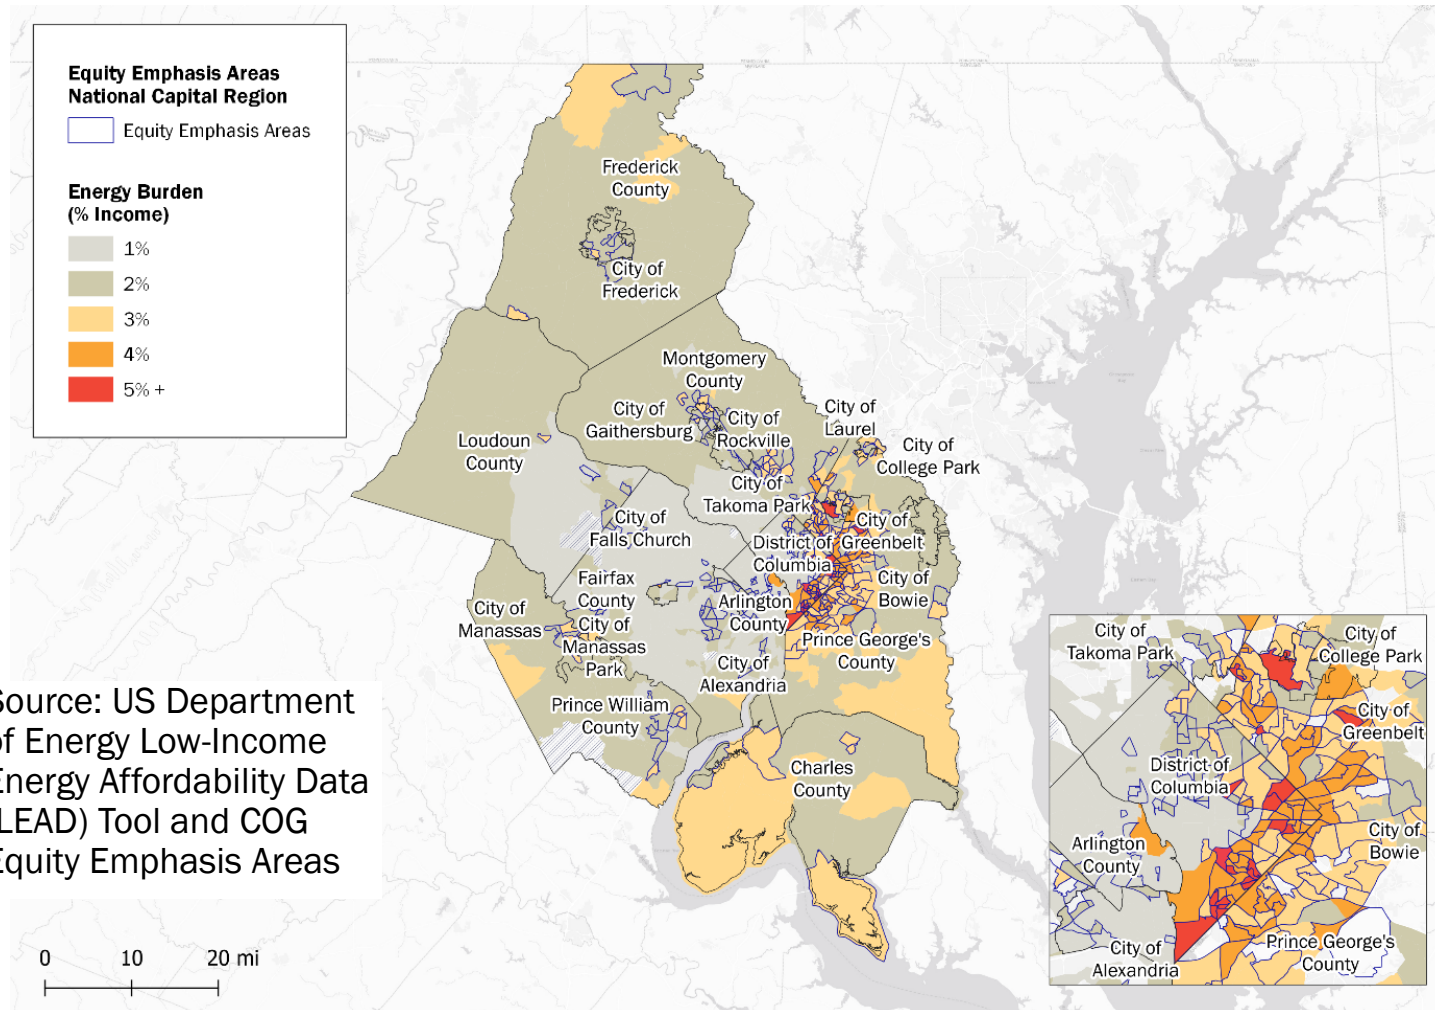 Equity Emphasis Areas
National Capital Region
Equity Emphasis Areas
Energy Burden
(% Income)
1%
2%
3%
4%
5% +
Frederick
County
City of
Frederick
Montgomery
County
City of
Gaithersburg
City of
Rockville
City of
Laurel
City of
College Park
Loudoun
County
City of
Takoma Park
City of
Falls Church
City of
Greenbelt
District of
Columbia
Fairfax
County
City of
Bowie
City of
Manassas
Arlington
County
City of
Manassas
Park
Prince George's
County
City of
Alexandria
Prince William
County
Charles
County
Source: US Department
of Energy Low-Income
Energy Affordability Data
(LEAD) Tool and COG
Equity Emphasis Areas
0 10 20 mi
City of
Takoma Park
City of
College Park
City of
Greenbelt
District of
Columbia
Arlington
County
City of
Bowie
City of
Alexandria
Prince George's
County